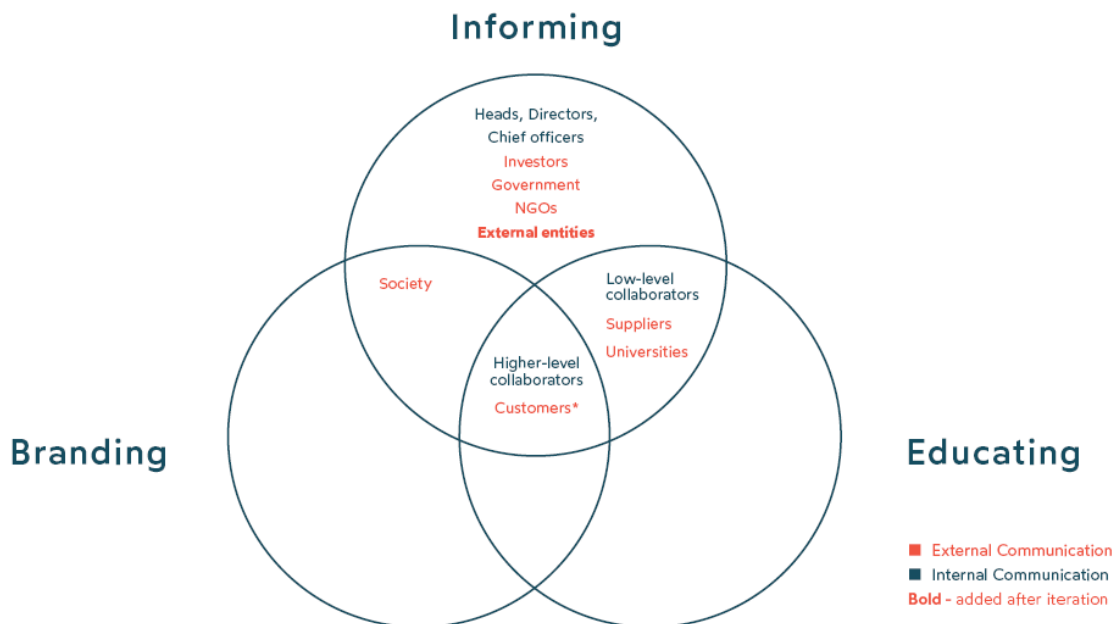 Informing
Heads, Directors,
Chief officers
Investors
Government
NGOs
External entities
Society
Low-level
collaborators
Suppliers
Universities
Higher-level
collaborators
Customers*
Branding
Educating
External Communication
Internal Communication
Bold - added after iteration